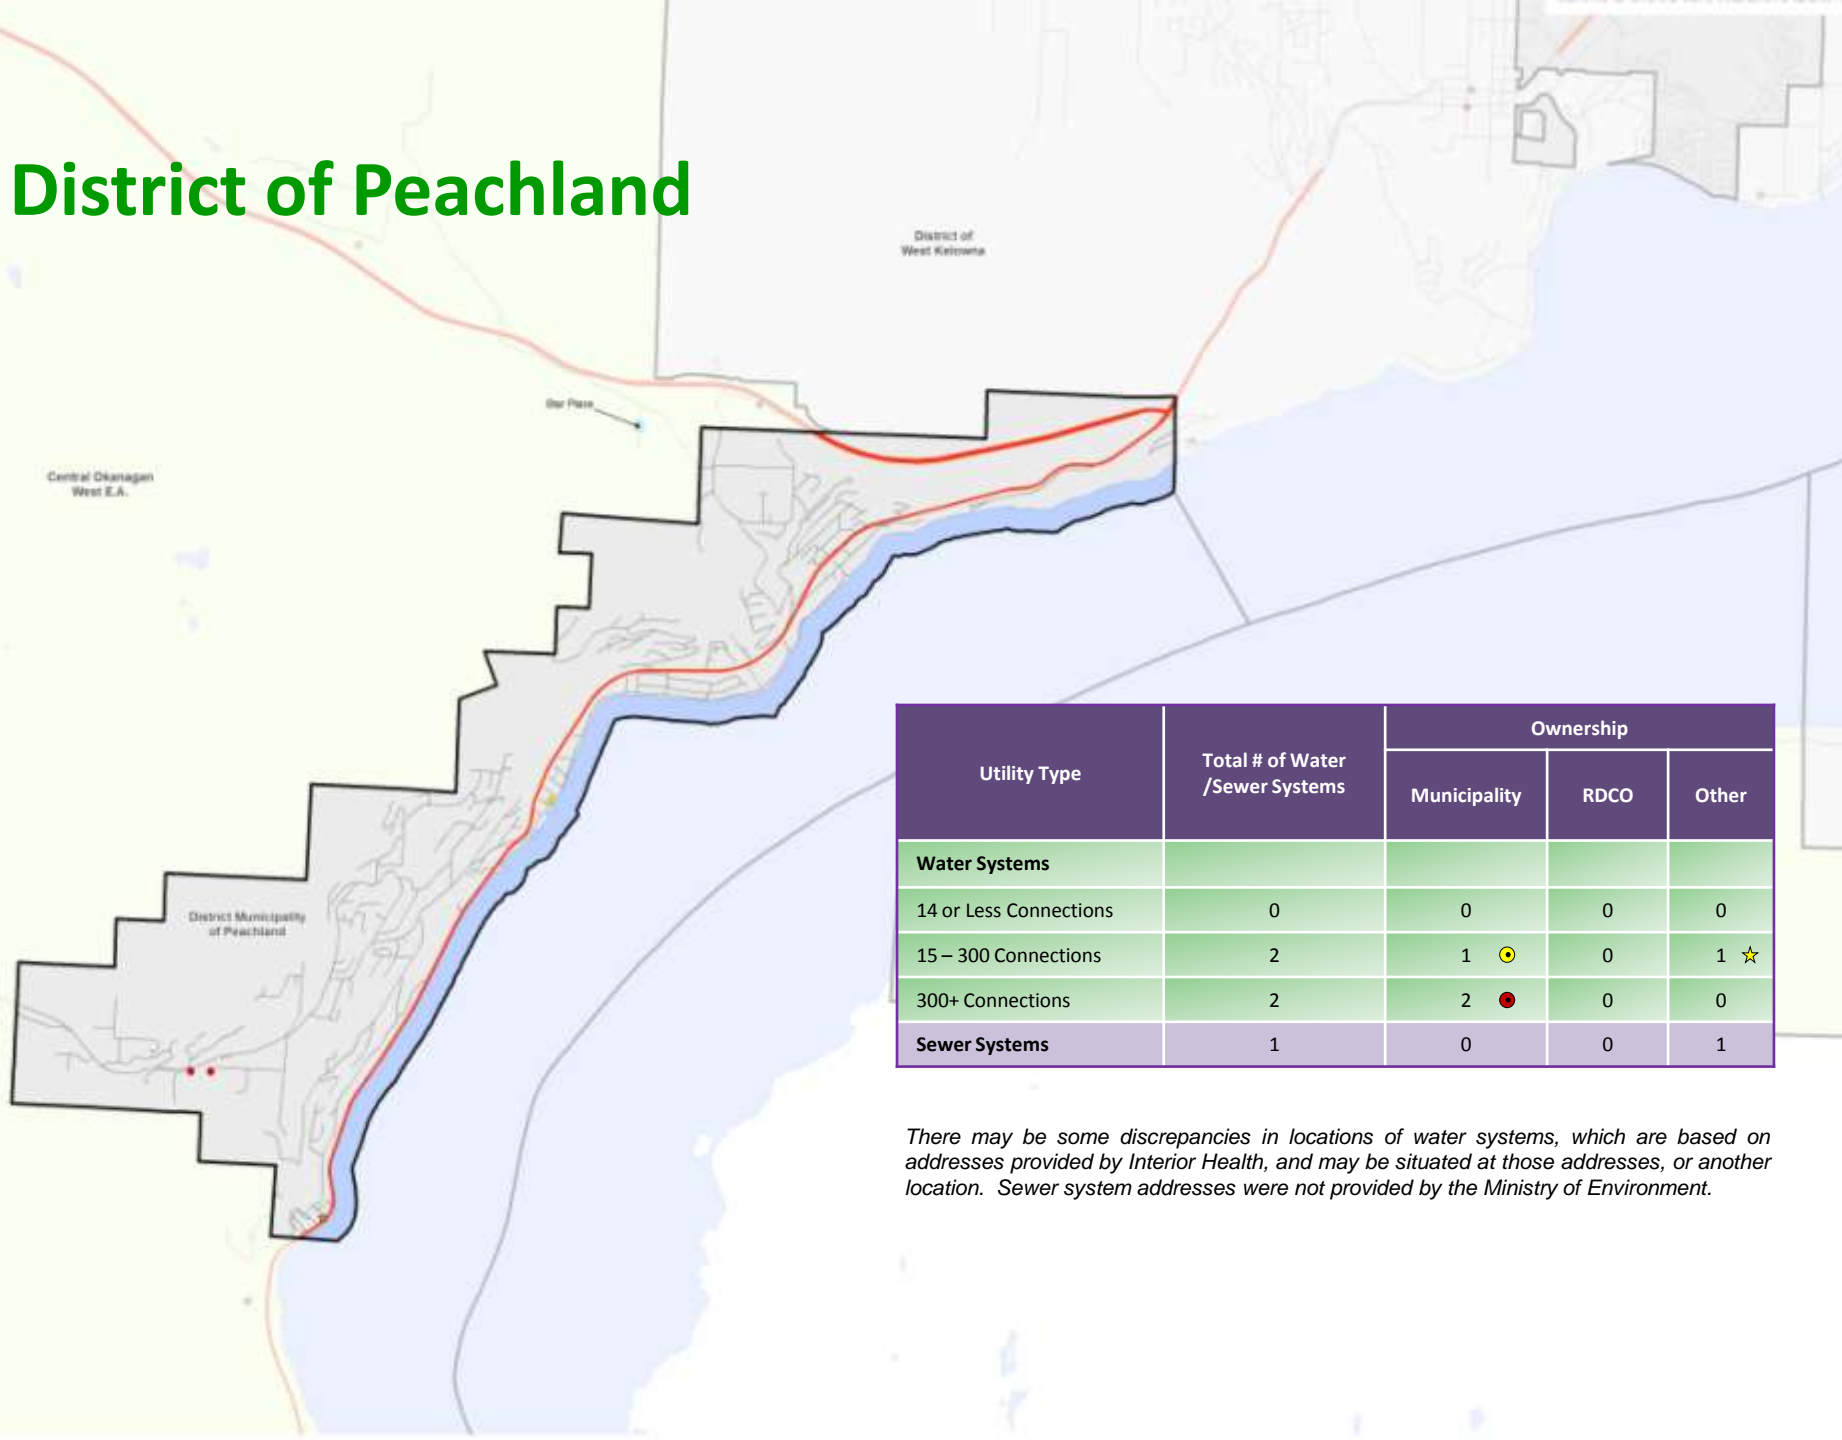 District of Peachland
District of
West Kelowna
Star Place
Central Okanagan
West E.A.
District Municipality
of Peachland
Utility Type
Total # of Water
/Sewer Systems
Ownership
Municipality
RDCO
Other
Water Systems
14 or Less Connections 0 0 0 0
15 – 300 Connections 2 1 0 1
300+ Connections 2 2 0 0
Sewer Systems 1 0 0 1
There may be some discrepancies in locations of water systems, which are based on
addresses provided by Interior Health, and may be situated at those addresses, or another
location. Sewer system addresses were not provided by the Ministry of Environment.